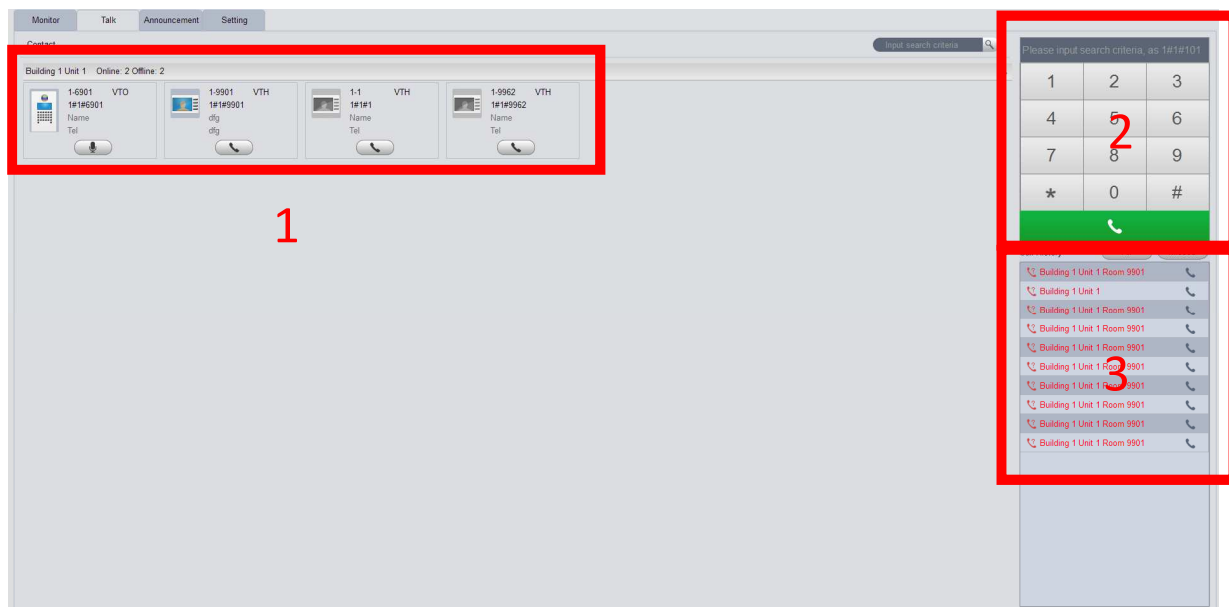 Monitor Talk Announcement Setting
Contact
Input search criteria
Building 1 Unit 1 Online: 2 Offline: 2
1-6901 VTO
1#1#6901
Name
Tel
1-9901 VTH
1#1#9901
dfg
dfg
1-1 VTH
1#1#1
Name
Tel
1-9962 VTH
1#1#9962
Name
Tel
1
Please input search criteria, as 1#1#101
1 2 3
4 5 6
7 8 9
* 0 #
2
Building 1 Unit 1 Room 9901
Building 1 Unit 1
Building 1 Unit 1 Room 9901
Building 1 Unit 1 Room 9901
Building 1 Unit 1 Room 9901
Building 1 Unit 1 Room 9901
Building 1 Unit 1 Room 9901
Building 1 Unit 1 Room 9901
Building 1 Unit 1 Room 9901
Building 1 Unit 1 Room 9901
3